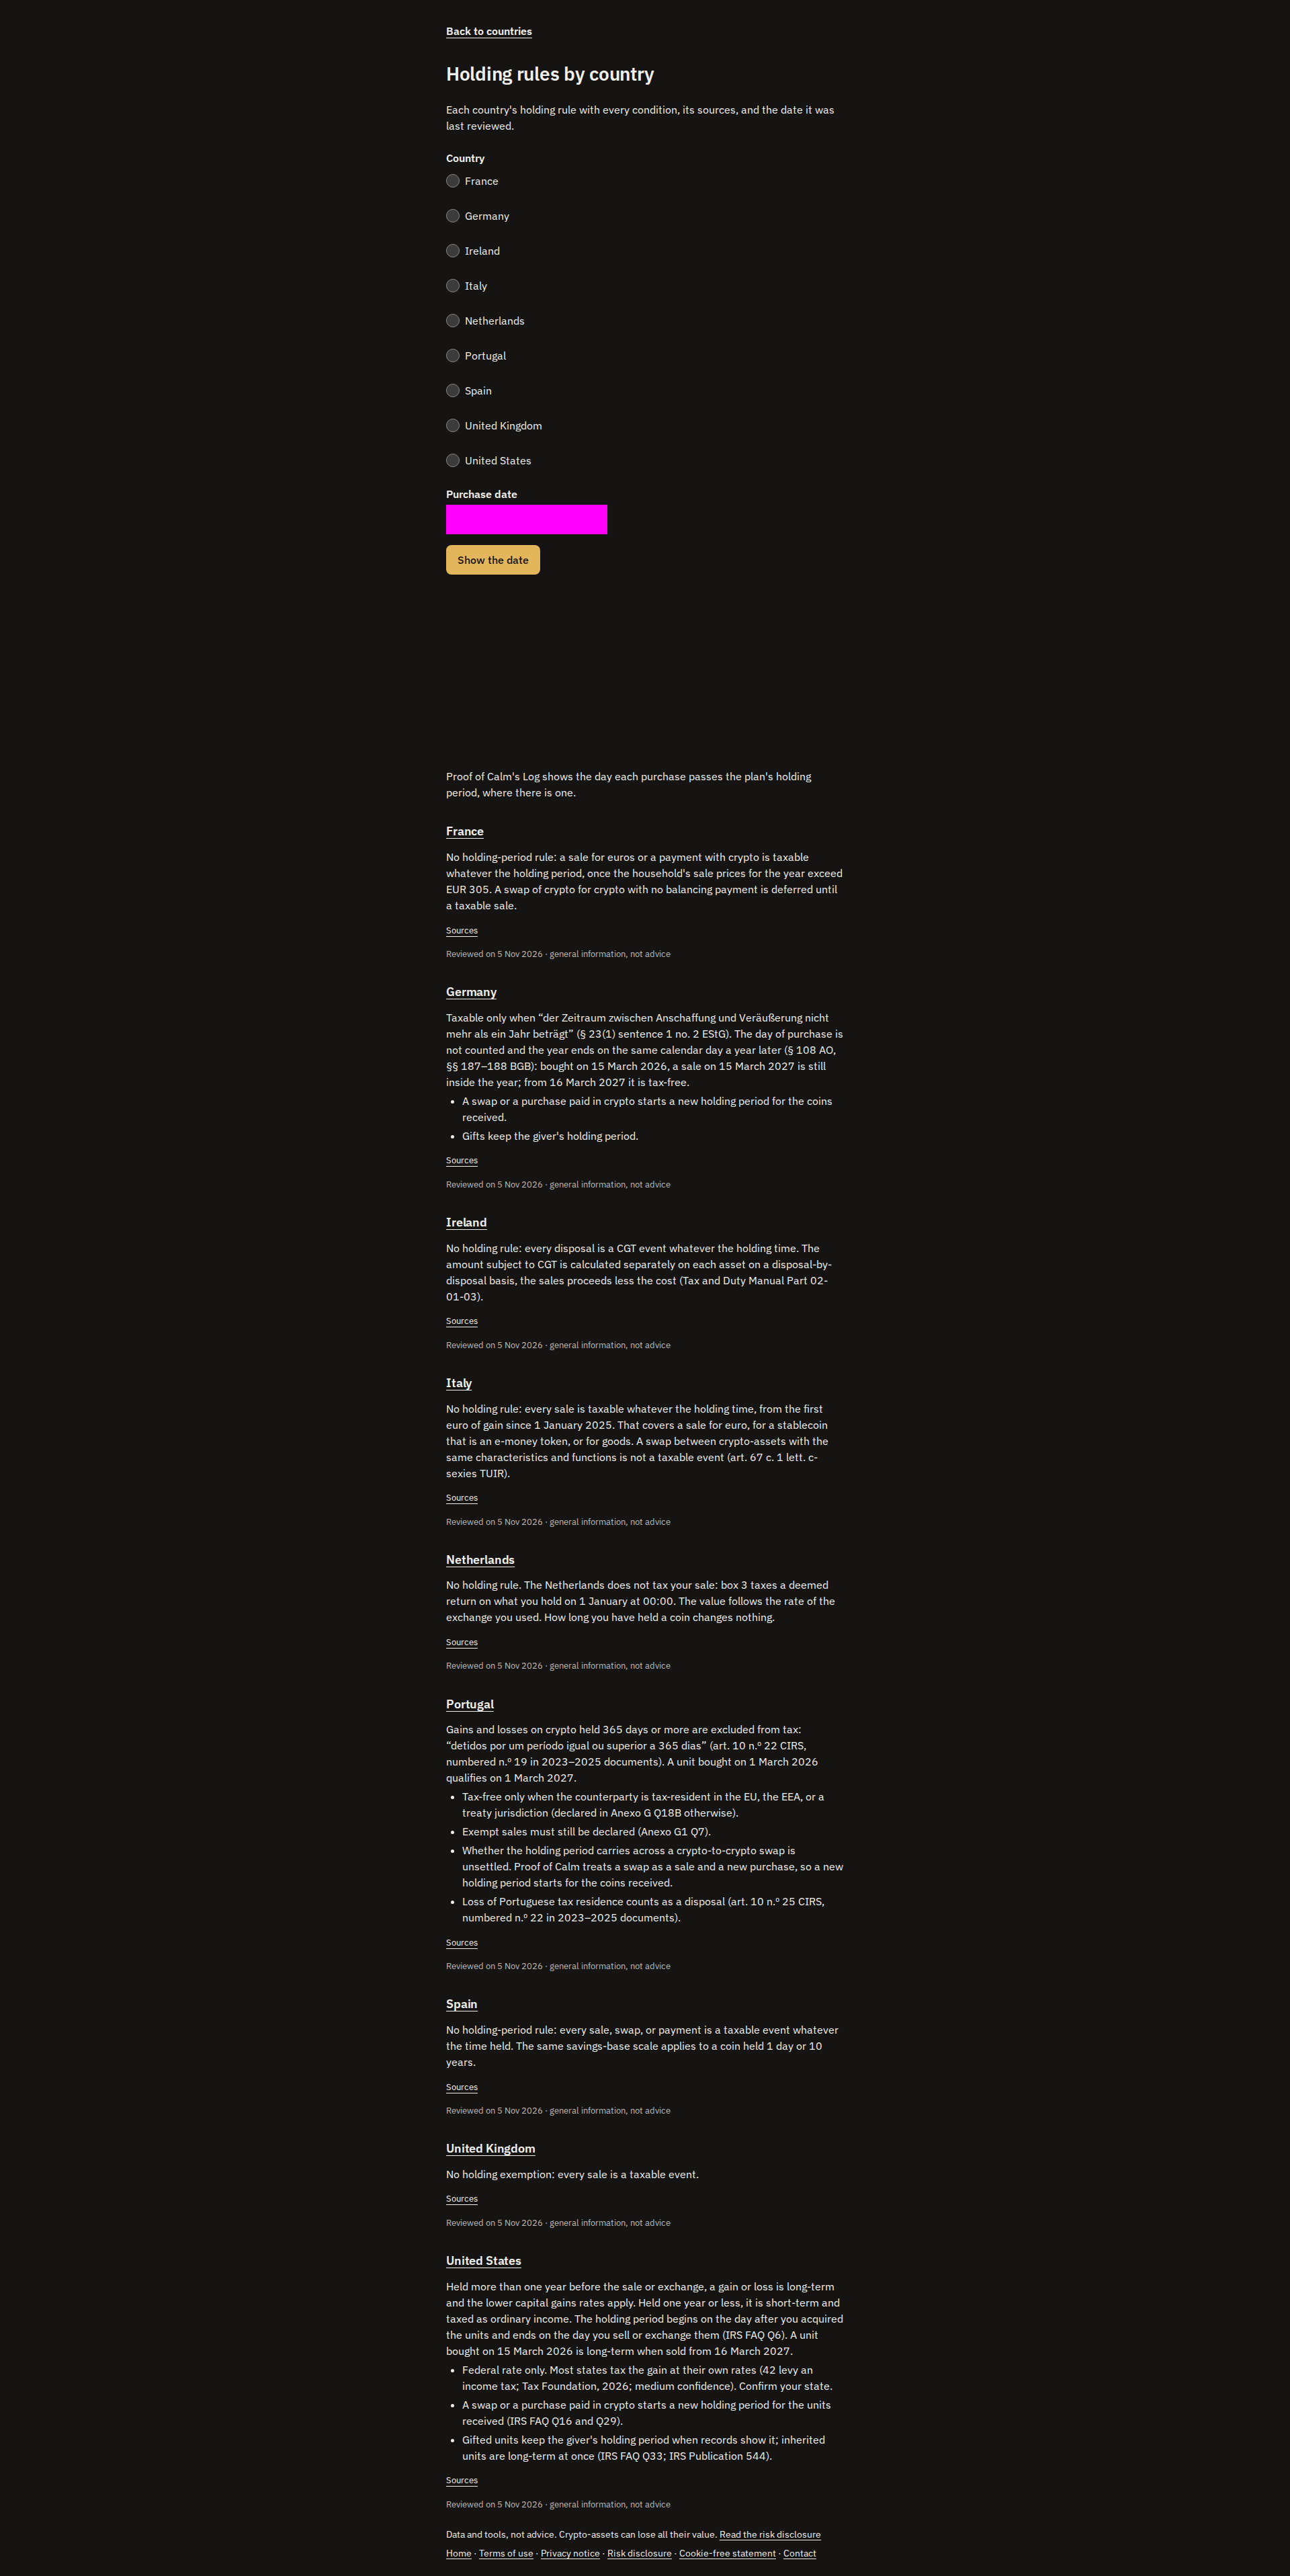 Back to countries
Holding rules by country
Each country's holding rule with every condition, its sources, and the date it was
last reviewed.
Country
France
Germany
Ireland
Italy
Netherlands
Portugal
Spain
United Kingdom
United States
Purchase date
Show the date
Proof of Calm's Log shows the day each purchase passes the plan's holding
period, where there is one.
France
No holding-period rule: a sale for euros or a payment with crypto is taxable
whatever the holding period, once the household's sale prices for the year exceed
EUR 305. A swap of crypto for crypto with no balancing payment is deferred until
a taxable sale.
Sources
Reviewed on 5 Nov 2026 · general information, not advice
Germany
Taxable only when “der Zeitraum zwischen Anschaffung und Veräußerung nicht
mehr als ein Jahr beträgt” (§ 23(1) sentence 1 no. 2 EStG). The day of purchase is
not counted and the year ends on the same calendar day a year later (§ 108 AO,
§§ 187–188 BGB): bought on 15 March 2026, a sale on 15 March 2027 is still
inside the year; from 16 March 2027 it is tax-free.
• A swap or a purchase paid in crypto starts a new holding period for the coins
received.
• Gifts keep the giver's holding period.
Sources
Reviewed on 5 Nov 2026 · general information, not advice
Ireland
No holding rule: every disposal is a CGT event whatever the holding time. The
amount subject to CGT is calculated separately on each asset on a disposal-by-
disposal basis, the sales proceeds less the cost (Tax and Duty Manual Part 02-
01-03).
Sources
Reviewed on 5 Nov 2026 · general information, not advice
Italy
No holding rule: every sale is taxable whatever the holding time, from the first
euro of gain since 1 January 2025. That covers a sale for euro, for a stablecoin
that is an e-money token, or for goods. A swap between crypto-assets with the
same characteristics and functions is not a taxable event (art. 67 c. 1 lett. c-
sexies TUIR).
Sources
Reviewed on 5 Nov 2026 · general information, not advice
Netherlands
No holding rule. The Netherlands does not tax your sale: box 3 taxes a deemed
return on what you hold on 1 January at 00:00. The value follows the rate of the
exchange you used. How long you have held a coin changes nothing.
Sources
Reviewed on 5 Nov 2026 · general information, not advice
Portugal
Gains and losses on crypto held 365 days or more are excluded from tax:
“detidos por um período igual ou superior a 365 dias” (art. 10 n.º 22 CIRS,
numbered n.º 19 in 2023–2025 documents). A unit bought on 1 March 2026
qualifies on 1 March 2027.
• Tax-free only when the counterparty is tax-resident in the EU, the EEA, or a
treaty jurisdiction (declared in Anexo G Q18B otherwise).
• Exempt sales must still be declared (Anexo G1 Q7).
• Whether the holding period carries across a crypto-to-crypto swap is
unsettled. Proof of Calm treats a swap as a sale and a new purchase, so a new
holding period starts for the coins received.
• Loss of Portuguese tax residence counts as a disposal (art. 10 n.º 25 CIRS,
numbered n.º 22 in 2023–2025 documents).
Sources
Reviewed on 5 Nov 2026 · general information, not advice
Spain
No holding-period rule: every sale, swap, or payment is a taxable event whatever
the time held. The same savings-base scale applies to a coin held 1 day or 10
years.
Sources
Reviewed on 5 Nov 2026 · general information, not advice
United Kingdom
No holding exemption: every sale is a taxable event.
Sources
Reviewed on 5 Nov 2026 · general information, not advice
United States
Held more than one year before the sale or exchange, a gain or loss is long-term
and the lower capital gains rates apply. Held one year or less, it is short-term and
taxed as ordinary income. The holding period begins on the day after you acquired
the units and ends on the day you sell or exchange them (IRS FAQ Q6). A unit
bought on 15 March 2026 is long-term when sold from 16 March 2027.
• Federal rate only. Most states tax the gain at their own rates (42 levy an
income tax; Tax Foundation, 2026; medium confidence). Confirm your state.
• A swap or a purchase paid in crypto starts a new holding period for the units
received (IRS FAQ Q16 and Q29).
• Gifted units keep the giver's holding period when records show it; inherited
units are long-term at once (IRS FAQ Q33; IRS Publication 544).
Sources
Reviewed on 5 Nov 2026 · general information, not advice
Data and tools, not advice. Crypto-assets can lose all their value. Read the risk disclosure
Home · Terms of use · Privacy notice · Risk disclosure · Cookie-free statement · Contact